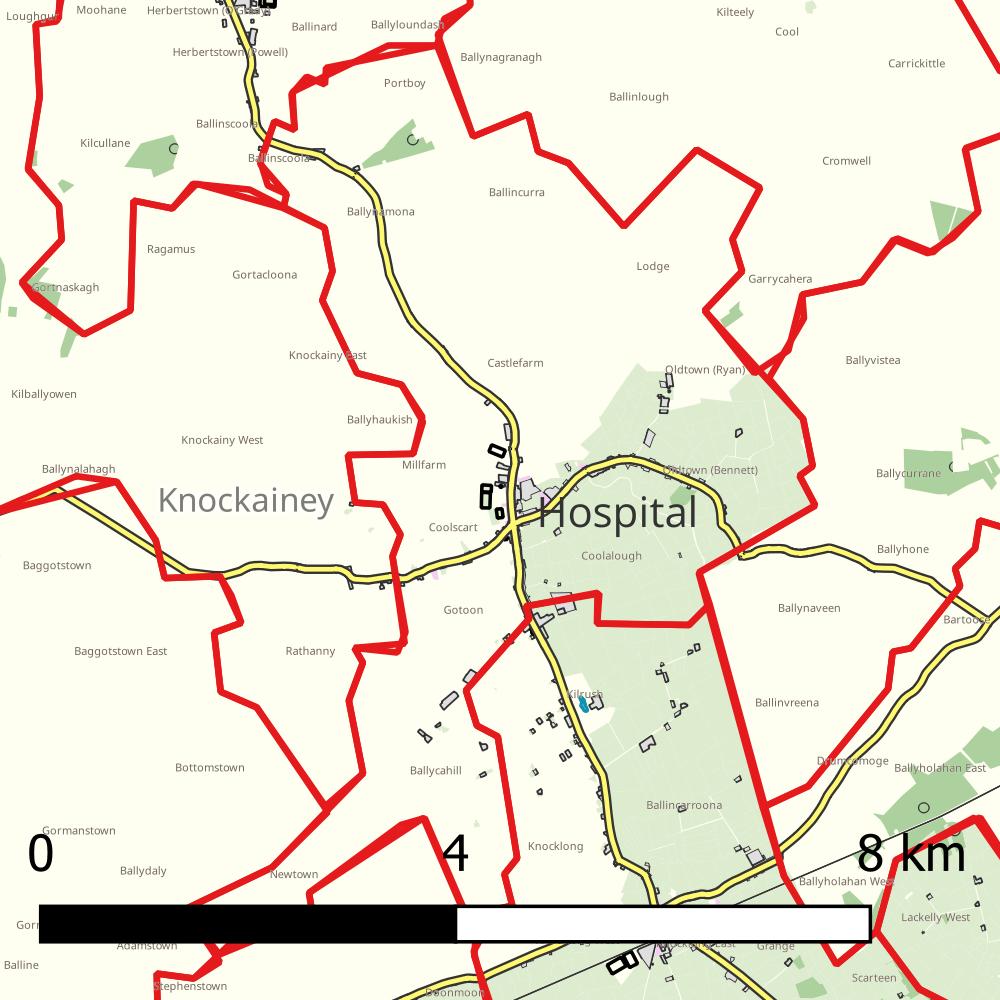 Loughgur
Moohane
Herbertstown (O'Grady)
Ballinard
Ballyloundash
Kilteely
Cool
Herbertstown (Powell)
Ballynagranagh
Carrickittle
Portboy
Ballinlough
Ballinscoola
Kilcullane
Ballinscoola
Cromwell
Ballincurra
Ballynamona
Ragamus
Lodge
Gortacloona
Garrycahera
Gortnaskagh
Knockainy East
Castlefarm
Ballyvistea
Oldtown (Ryan)
Kilballyowen
Ballyhaukish
Knockainy West
Millfarm
Ballynalahagh
Oldtown (Bennett)
Ballycurrane
Knockainey
Hospital
Coolscart
Coolalough
Ballyhone
Baggotstown
Gotoon
Ballynaveen
Bartoose
Baggotstown East
Rathanny
Kilrush
Ballinvreena
Drumcomoge
Bottomstown
Ballycahill
Ballyholahan East
Ballincarroona
Gormanstown
Knocklong
0
4
8 km
Ballydaly
Newtown
Ballyholahan West
Lackelly West
Adamstown
Grange
Balline
Scarteen
Stephenstown
Doonmoon